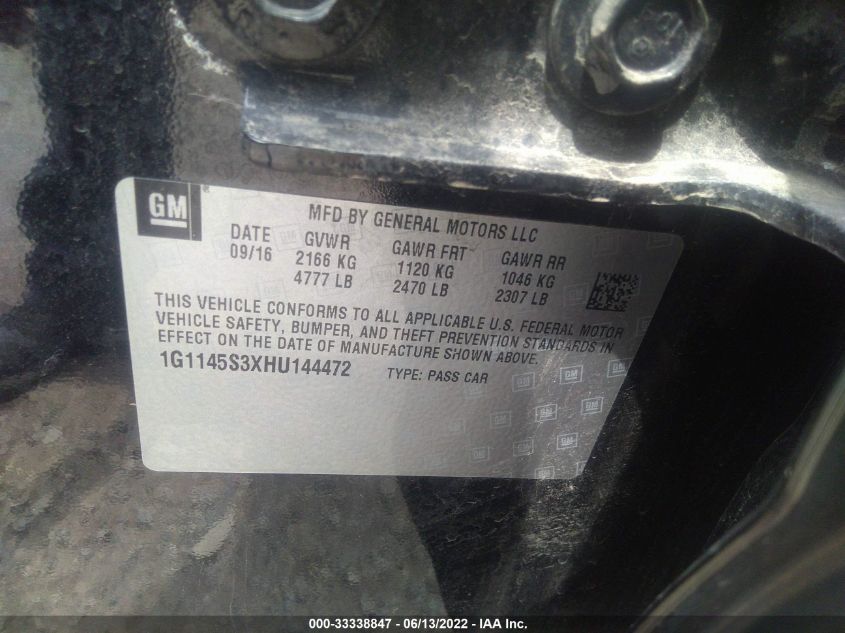 GM ®
MFD BY GENERAL MOTORS LLC
DATE GVWR GAWR FRT GAWR RR
09/16 2166 KG 1120 KG 1046 KG
4777 LB 2470 LB 2307 LB
THIS VEHICLE CONFORMS TO ALL APPLICABLE U.S. FEDERAL MOTOR
VEHICLE SAFETY, BUMPER, AND THEFT PREVENTION STANDARDS IN
EFFECT ON THE DATE OF MANUFACTURE SHOWN ABOVE.
1G1145S3XHU144472 TYPE: PASS CAR
000-33338847 - 06/13/2022 - IAA Inc.